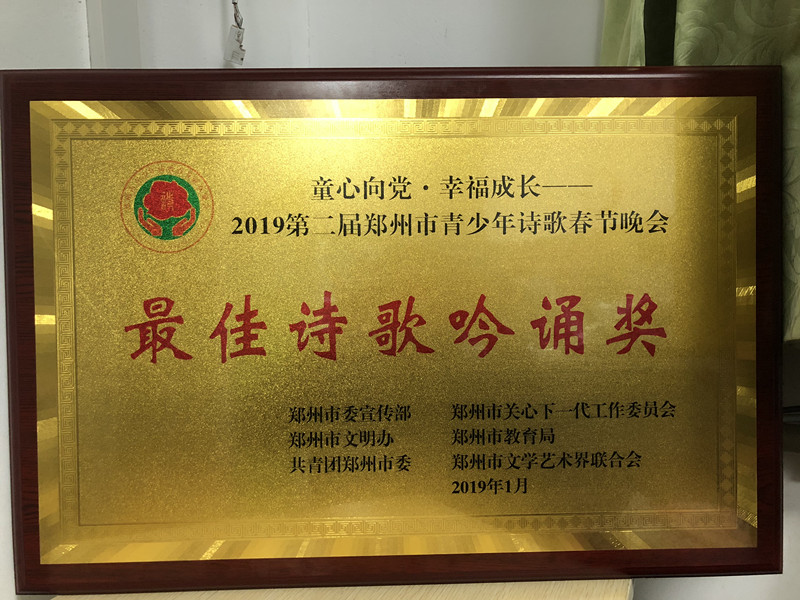 童心向党·幸福成长——
2019第二届郑州市青少年诗歌春节晚会
最佳诗歌吟诵奖
郑州市委宣传部 郑州市关心下一代工作委员会
郑州市文明办 郑州市教育局
共青团郑州市委 郑州市文学艺术界联合会
2019年1月